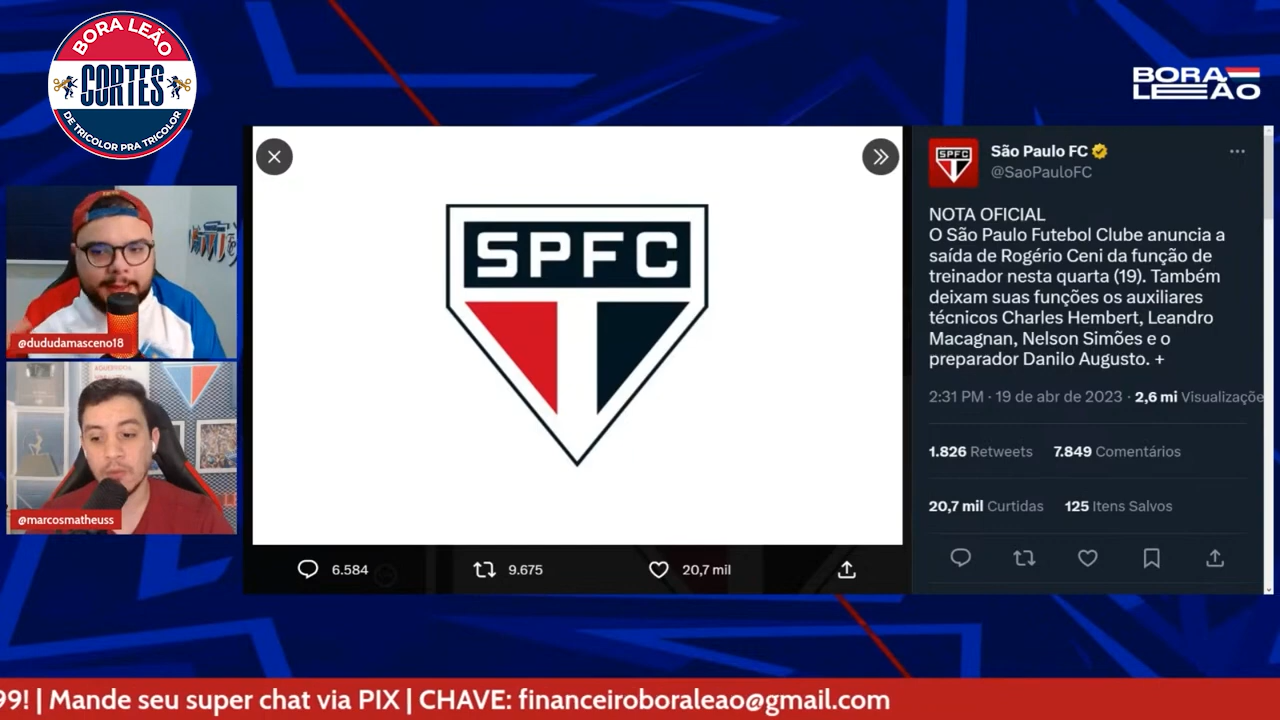 BORA LEÃO
CORTES
DE TRICOLOR PRA TRICOLOR
BORA
LEÃO
@dududamasceno18
@marcosmatheuss
SPFC
6.584
9.675
20,7 mil
SPFC
São Paulo FC
@SaoPauloFC
NOTA OFICIAL
O São Paulo Futebol Clube anuncia a
saída de Rogério Ceni da função de
treinador nesta quarta (19). Também
deixam suas funções os auxiliares
técnicos Charles Hembert, Leandro
Macagnan, Nelson Simões e o
preparador Danilo Augusto. +
2:31 PM · 19 de abr de 2023 · 2,6 mi Visualizaçõe
1.826 Retweets 7.849 Comentários
20,7 mil Curtidas 125 Itens Salvos
99! | Mande seu super chat via PIX | CHAVE: financeiroboraleao@gmail.com